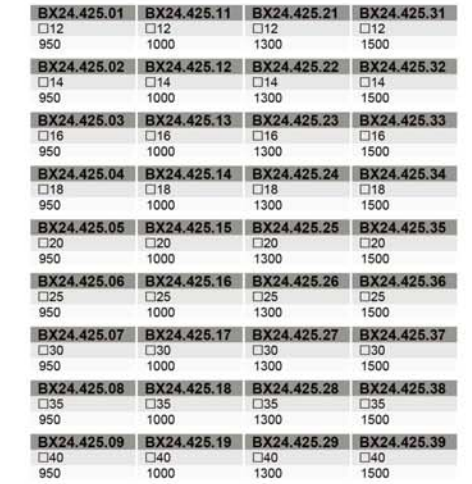 BX24.425.01 BX24.425.11 BX24.425.21 BX24.425.31
□12 □12 □12 □12
950 1000 1300 1500
BX24.425.02 BX24.425.12 BX24.425.22 BX24.425.32
□14 □14 □14 □14
950 1000 1300 1500
BX24.425.03 BX24.425.13 BX24.425.23 BX24.425.33
□16 □16 □16 □16
950 1000 1300 1500
BX24.425.04 BX24.425.14 BX24.425.24 BX24.425.34
□18 □18 □18 □18
950 1000 1300 1500
BX24.425.05 BX24.425.15 BX24.425.25 BX24.425.35
□20 □20 □20 □20
950 1000 1300 1500
BX24.425.06 BX24.425.16 BX24.425.26 BX24.425.36
□25 □25 □25 □25
950 1000 1300 1500
BX24.425.07 BX24.425.17 BX24.425.27 BX24.425.37
□30 □30 □30 □30
950 1000 1300 1500
BX24.425.08 BX24.425.18 BX24.425.28 BX24.425.38
□35 □35 □35 □35
950 1000 1300 1500
BX24.425.09 BX24.425.19 BX24.425.29 BX24.425.39
□40 □40 □40 □40
950 1000 1300 1500